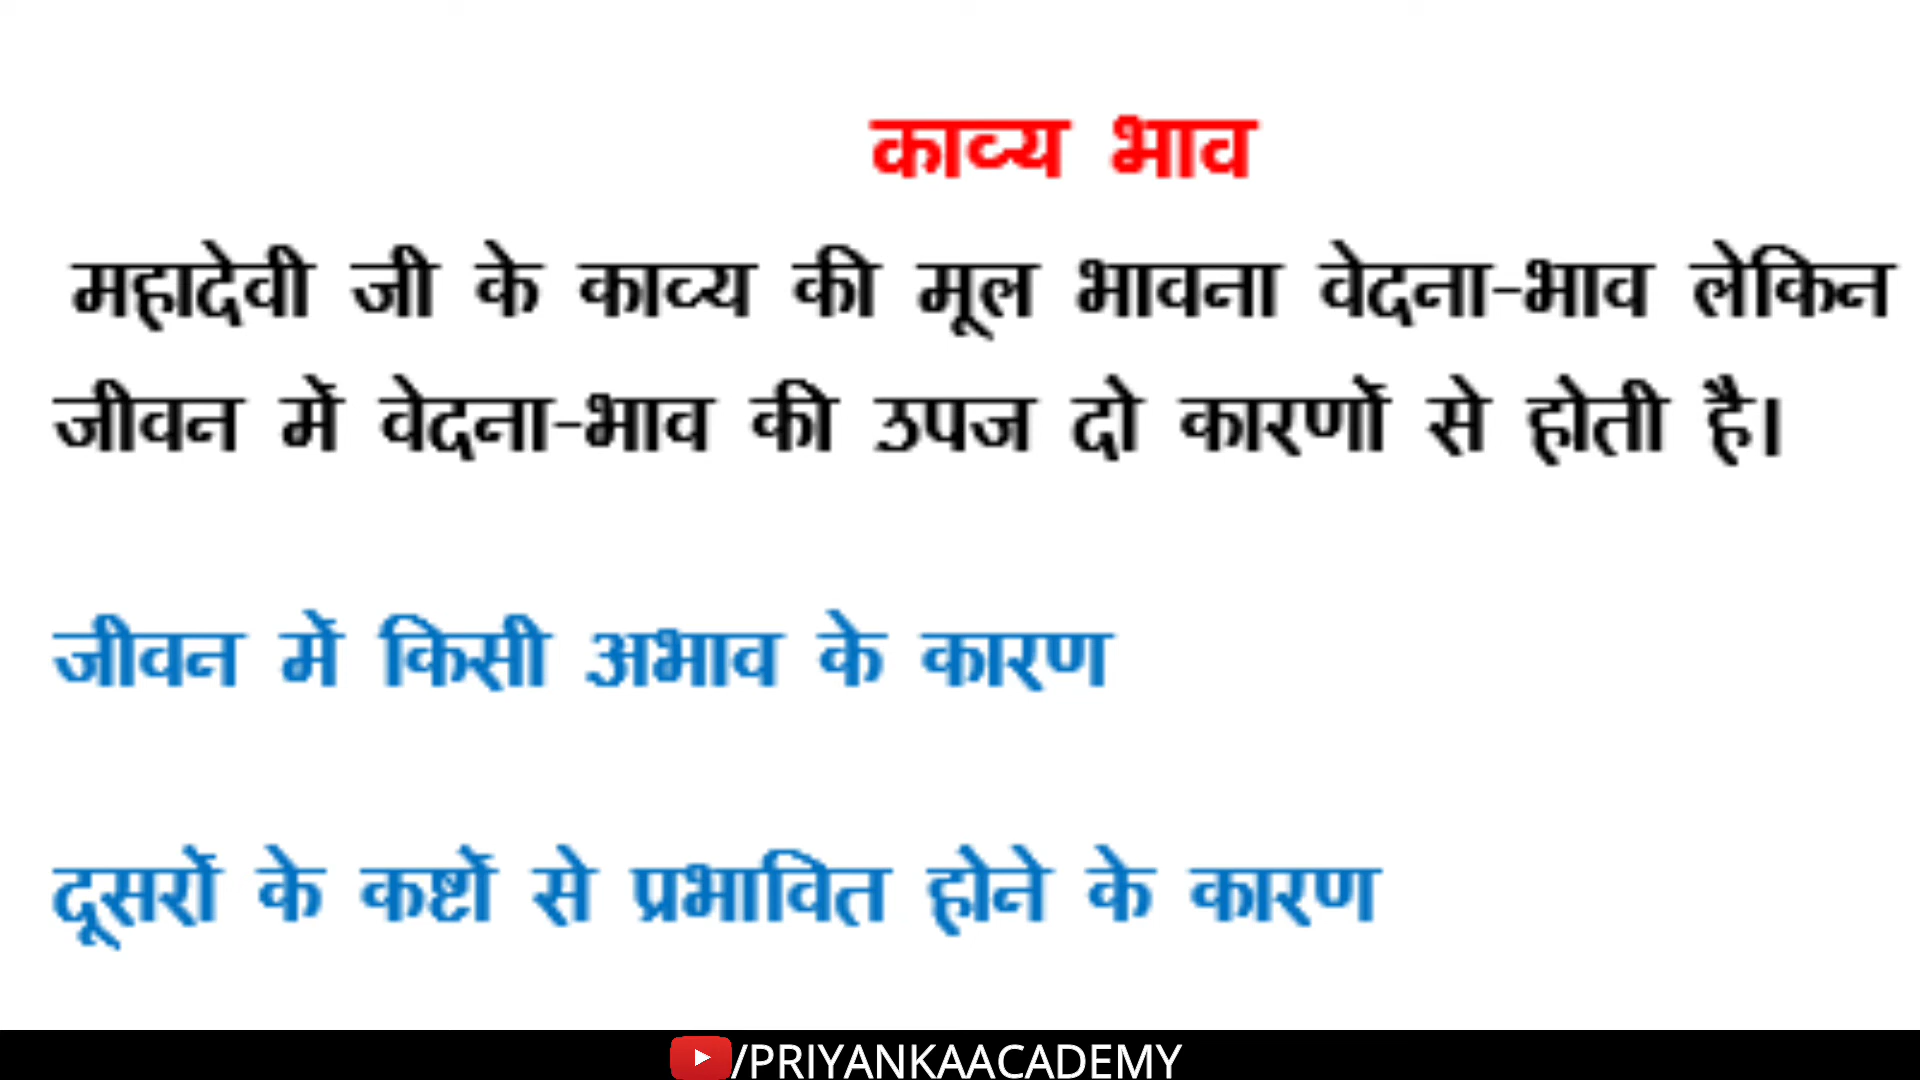 काव्य भाव
महादेवी जी के काव्य की मूल भावना वेदना-भाव लेकिन
जीवन में वेदना-भाव की उपज दो कारणों से होती है।
जीवन में किसी अभाव के कारण
दूसरों के कष्टों से प्रभावित होने के कारण
/PRIYANKAACADEMY